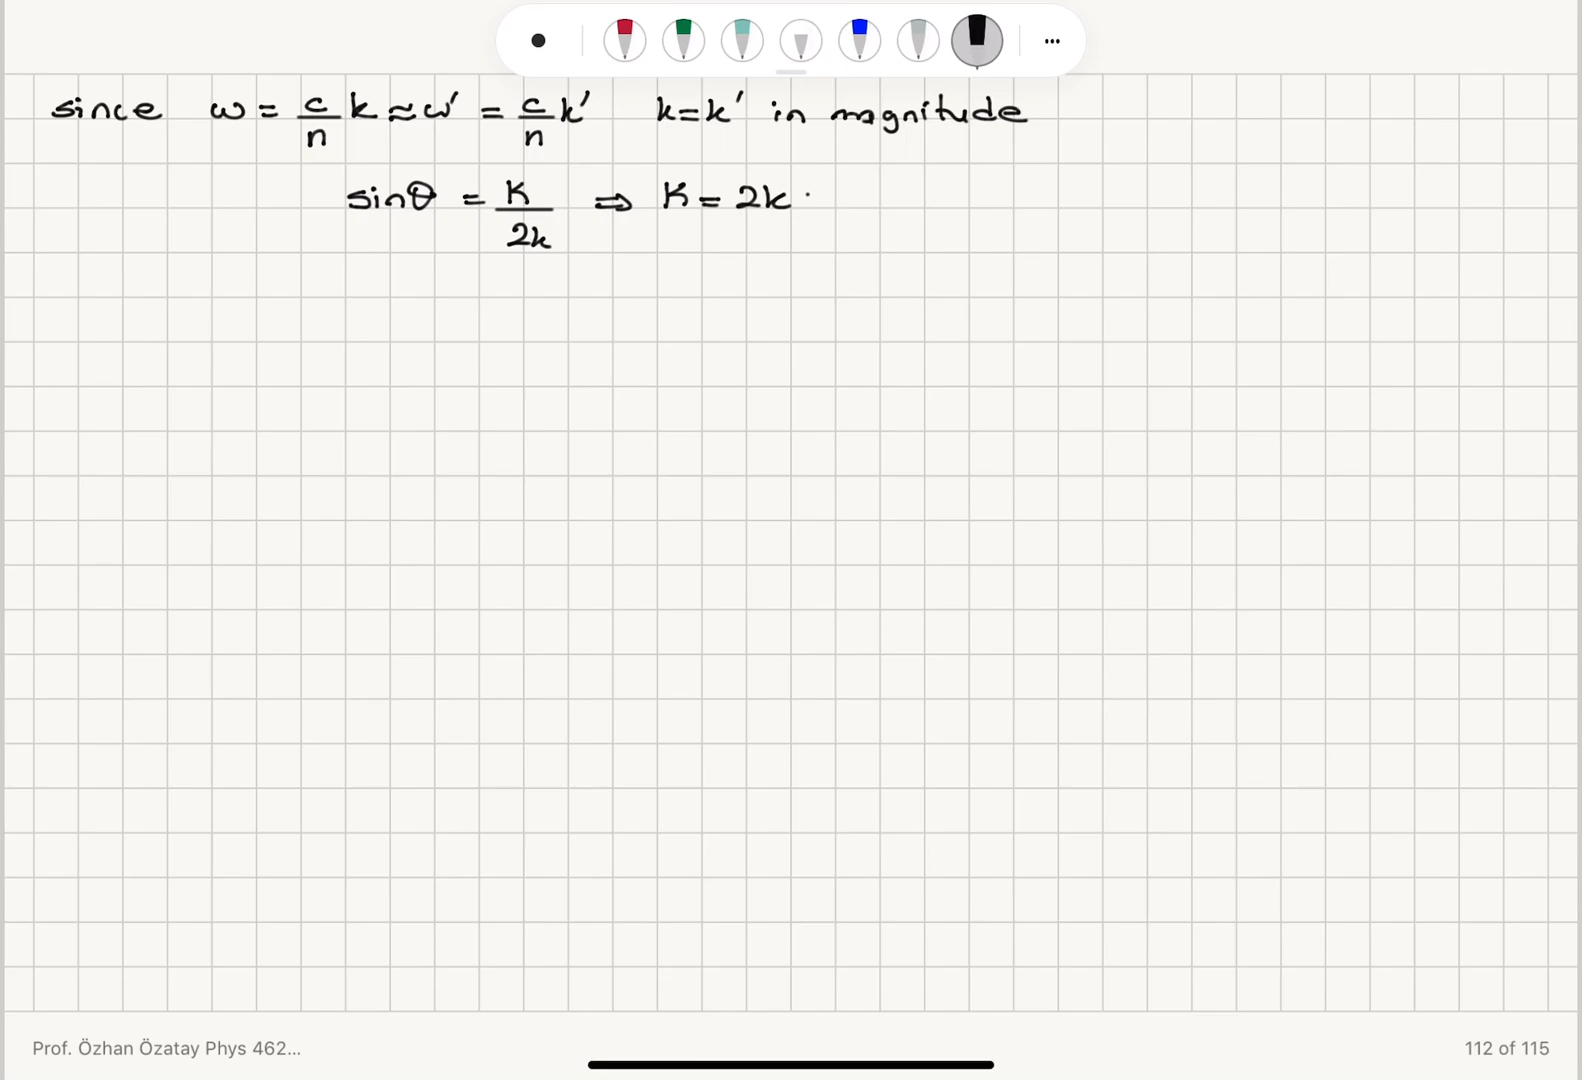 since ω = c/n k ≈ ω' = c/n k' k=k' in magnitude
sinθ = K/2k ⇒ K = 2k ·
Prof. Özhan Özatay Phys 462...
112 of 115